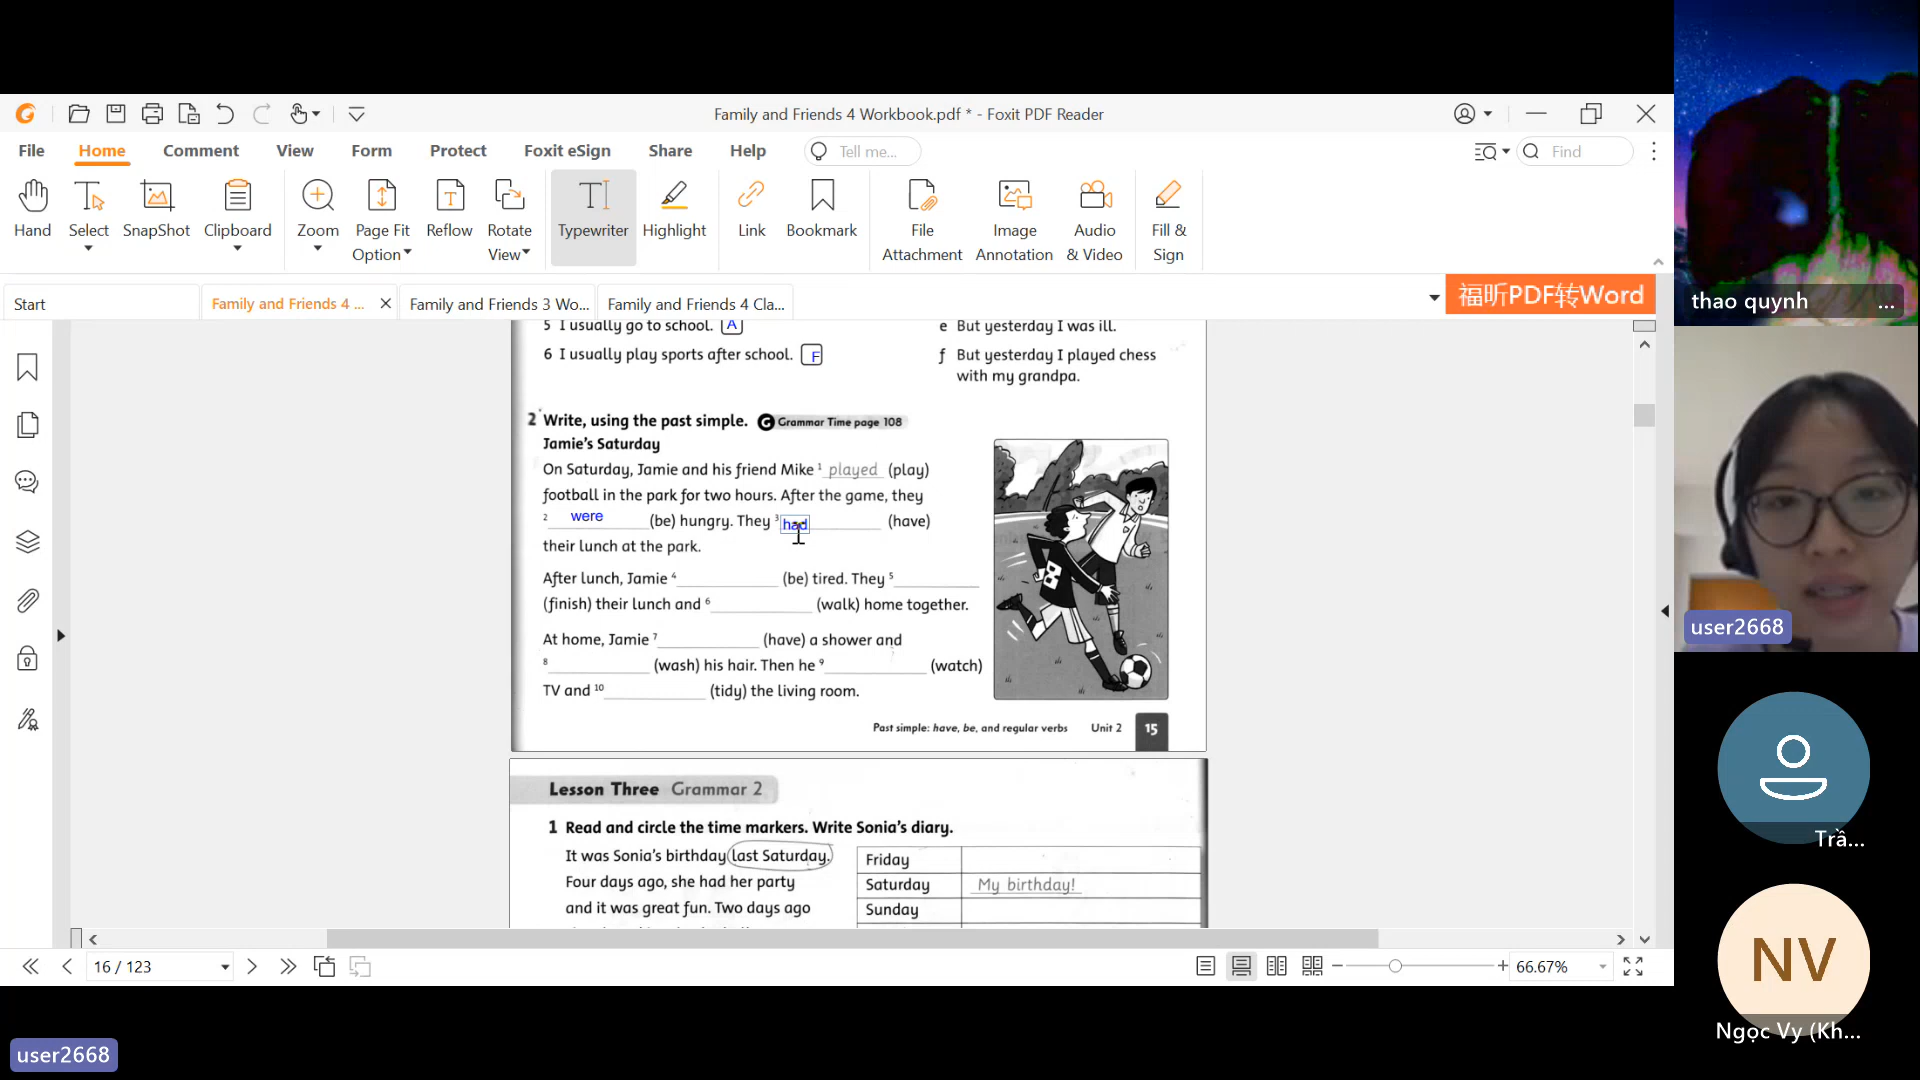 Family and Friends 4 Workbook.pdf * - Foxit PDF Reader
File Home Comment View Form Protect Foxit eSign Share Help Tell me... Find
Hand Select SnapShot Clipboard Zoom Page Fit Option Reflow Rotate View Typewriter Highlight Link Bookmark File Attachment Image Annotation Audio & Video Fill & Sign
Start Family and Friends 4 ... Family and Friends 3 Wo... Family and Friends 4 Cla... 福昕PDF转Word
5 I usually go to school. A
e But yesterday I was ill.
6 I usually play sports after school. F
f But yesterday I played chess
with my grandpa.
2 Write, using the past simple. G Grammar Time page 108
Jamie's Saturday
On Saturday, Jamie and his friend Mike 1 played (play)
football in the park for two hours. After the game, they
2 were (be) hungry. They 3 had (have)
their lunch at the park.
After lunch, Jamie 4 (be) tired. They 5
(finish) their lunch and 6 (walk) home together.
At home, Jamie 7 (have) a shower and
8 (wash) his hair. Then he 9 (watch)
TV and 10 (tidy) the living room.
Past simple: have, be, and regular verbs Unit 2 15
Lesson Three Grammar 2
1 Read and circle the time markers. Write Sonia's diary.
It was Sonia's birthday last Saturday.
Four days ago, she had her party
and it was great fun. Two days ago
Friday
Saturday My birthday!
Sunday
16 / 123
66.67%
thao quynh ...
user2668
Trầ...
NV
Ngọc Vy (Kh...
user2668